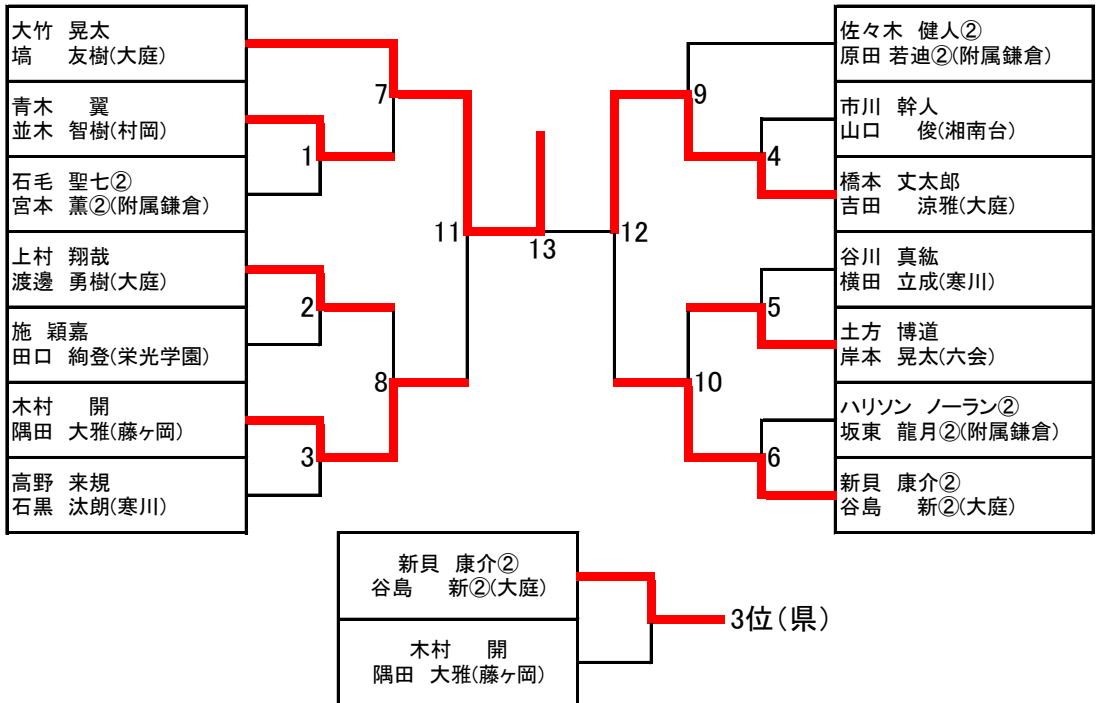 大竹　晃太
塙　　友樹(大庭)
青木　　翼
並木　智樹(村岡)
石毛　聖七②
宮本　薫②(附属鎌倉)
上村　翔哉
渡邊　勇樹(大庭)
施　穎嘉
田口　絢登(栄光学園)
木村　　開
隅田　大雅(藤ヶ岡)
高野　来規
石黒　汰朗(寒川)
7
1
2
8
3
11
13
12
9
4
5
10
6
佐々木　健人②
原田 若迪②(附属鎌倉)
市川　幹人
山口　　俊(湘南台)
橋本　丈太郎
吉田　　涼雅(大庭)
谷川　真紘
横田　立成(寒川)
土方　博道
岸本　晃太(六会)
ハリソン　ノーラン②
坂東　龍月②(附属鎌倉)
新貝　康介②
谷島　　新②(大庭)
新貝　康介②
谷島　　新②(大庭)
木村　　開
隅田　大雅(藤ヶ岡)
3位(県)